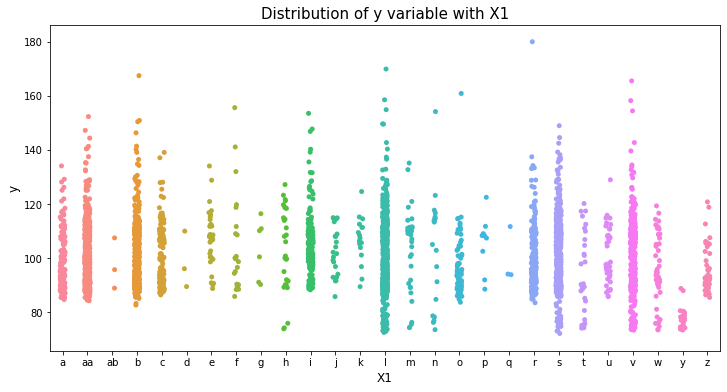 Distribution of y variable with X1
180
160
140
120
100
80
y
a aa ab b c d e f g h i j k l m n o p q r s t u v w y z
X1